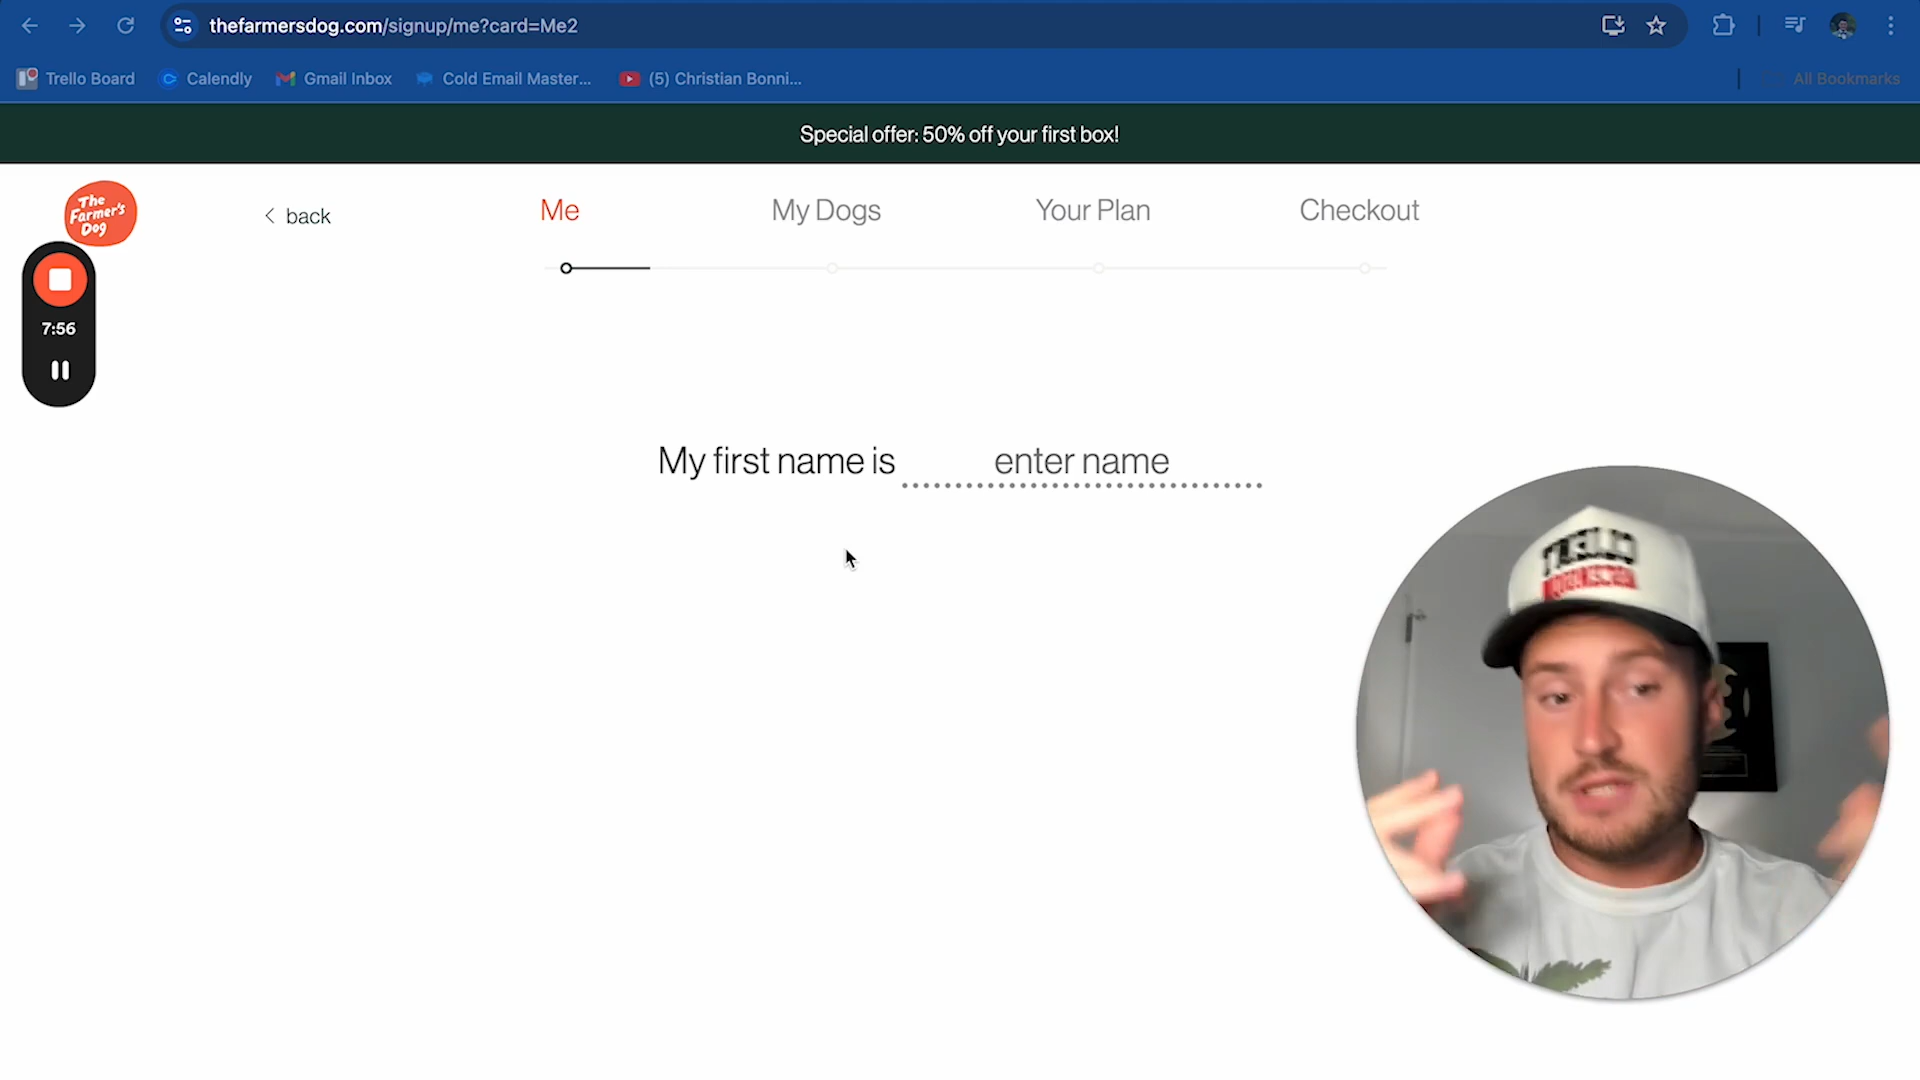 thefarmersdog.com/signup/me?card=Me2
Trello Board
Calendly
Gmail Inbox
Cold Email Master...
(5) Christian Bonni...
All Bookmarks
Special offer: 50% off your first box!
The
Farmer's
Dog
back
Me
My Dogs
Your Plan
Checkout
7:56
My first name is enter name